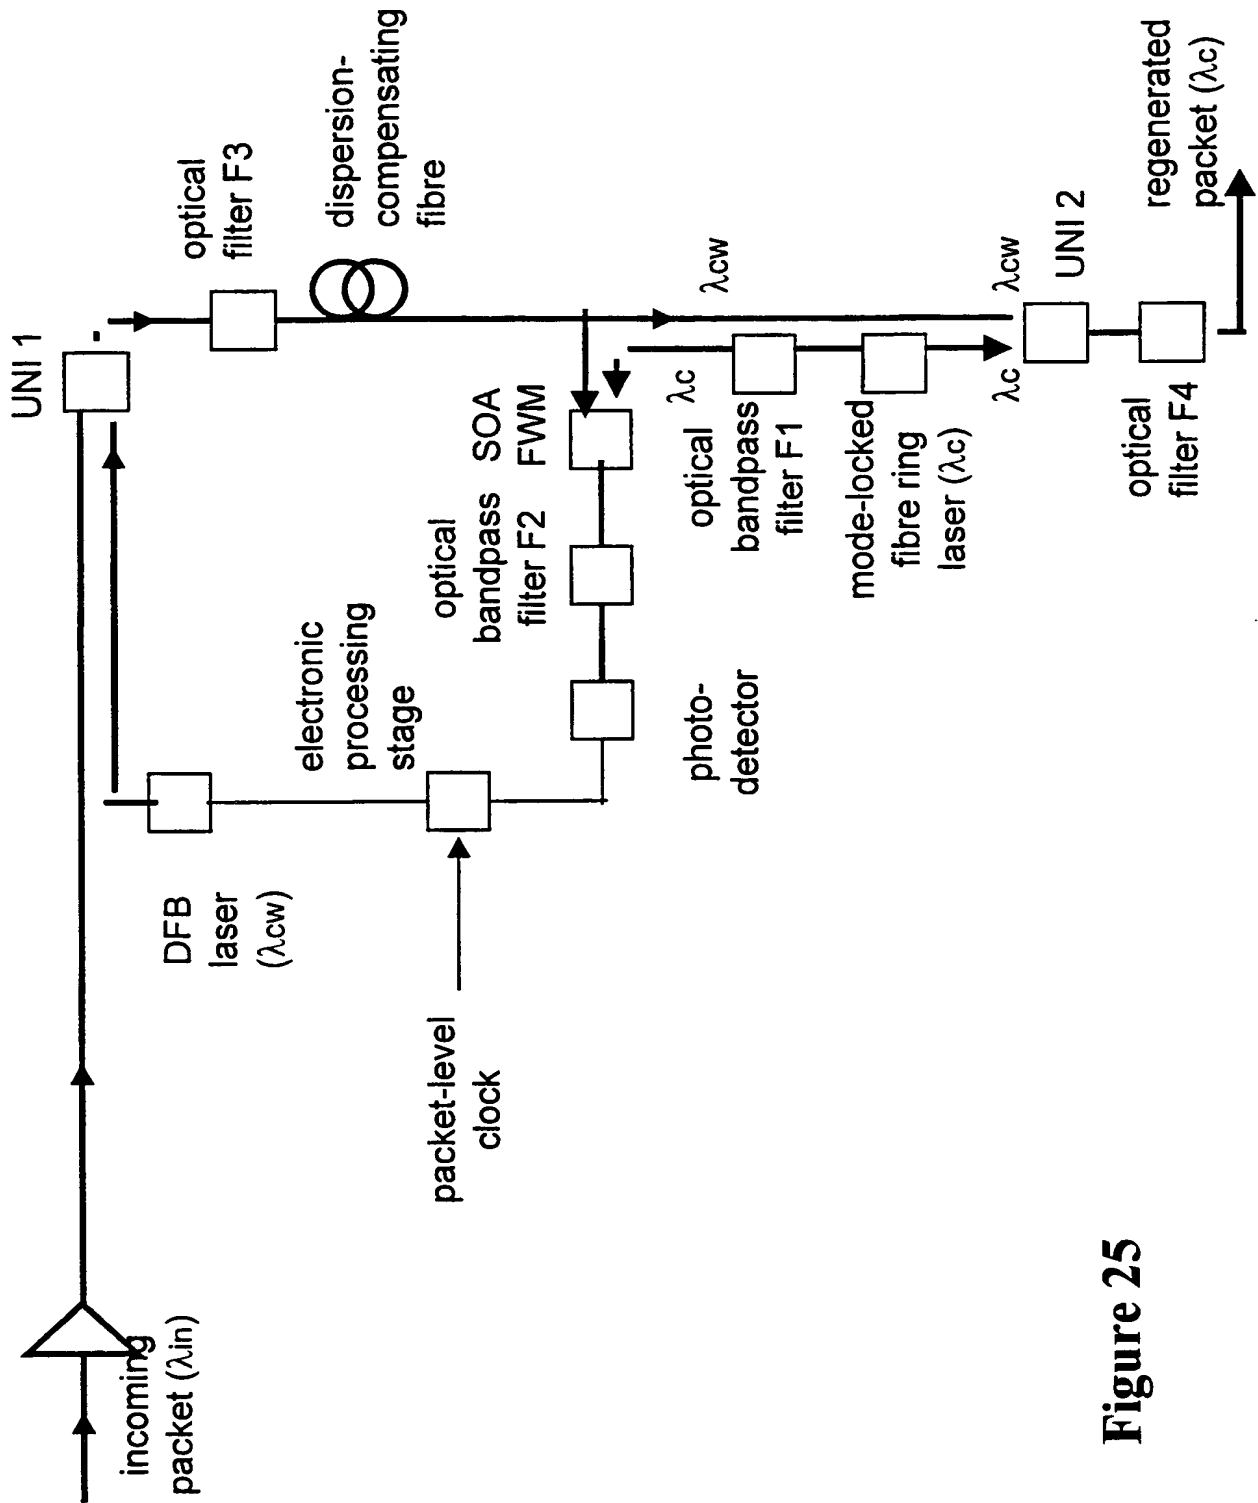 incoming
packet (λin)
UNI 1
optical
filter F3
dispersion-
compensating
fibre
DFB
laser
(λcw)
electronic
processing
stage
packet-level
clock
optical
bandpass
filter F2
SOA
FWM
photo-
detector
λcw
λc
optical
bandpass
filter F1
mode-locked
fibre ring
laser (λc)
λcw
λc
UNI 2
optical
filter F4
regenerated
packet (λc)
Figure 25